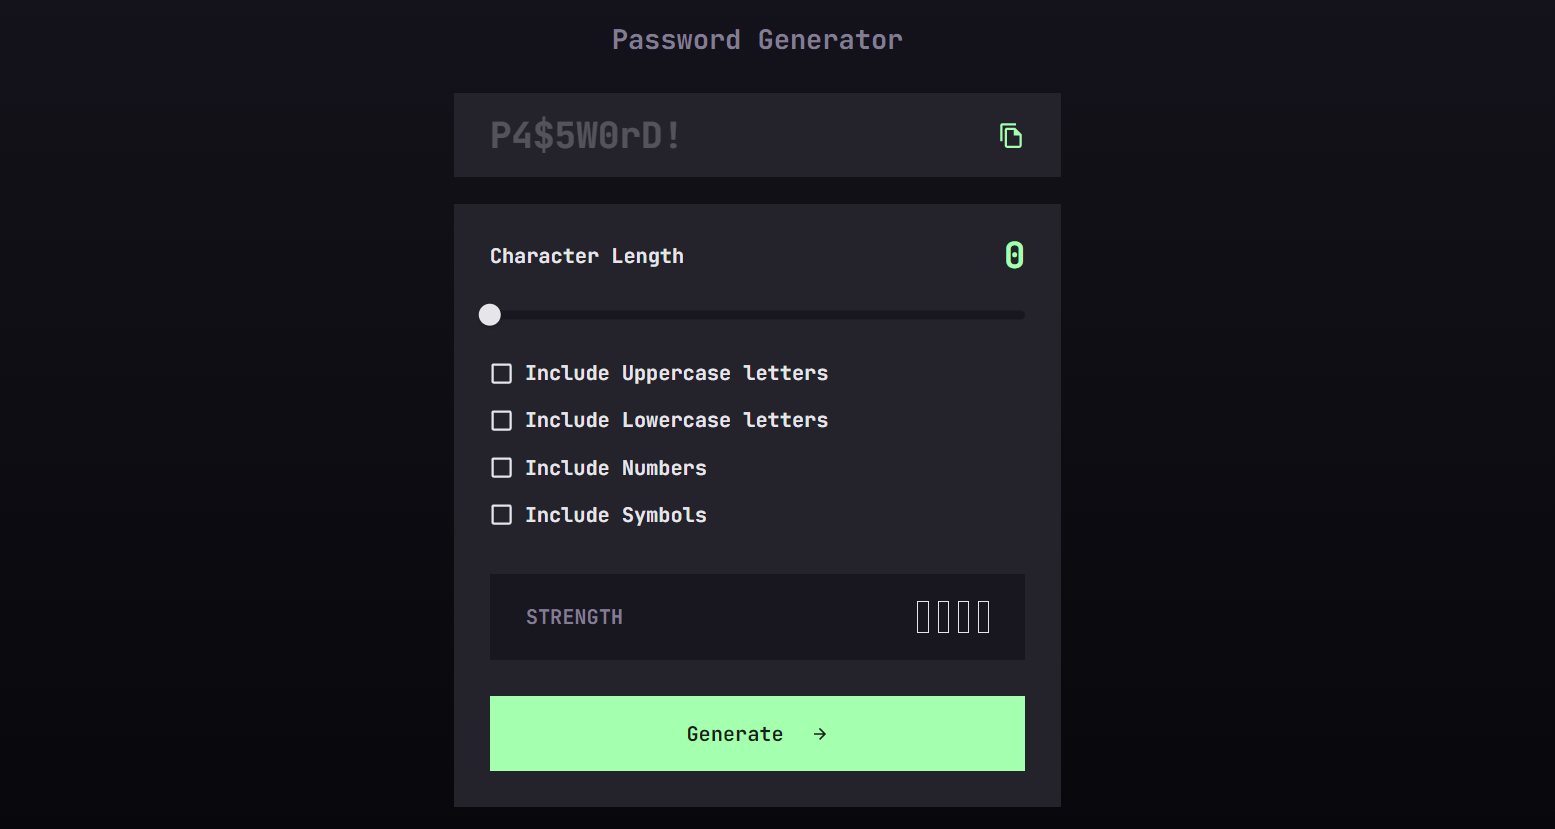 Password Generator
P4$5W0rD!
Character Length 0
Include Uppercase letters
Include Lowercase letters
Include Numbers
Include Symbols
STRENGTH
Generate →